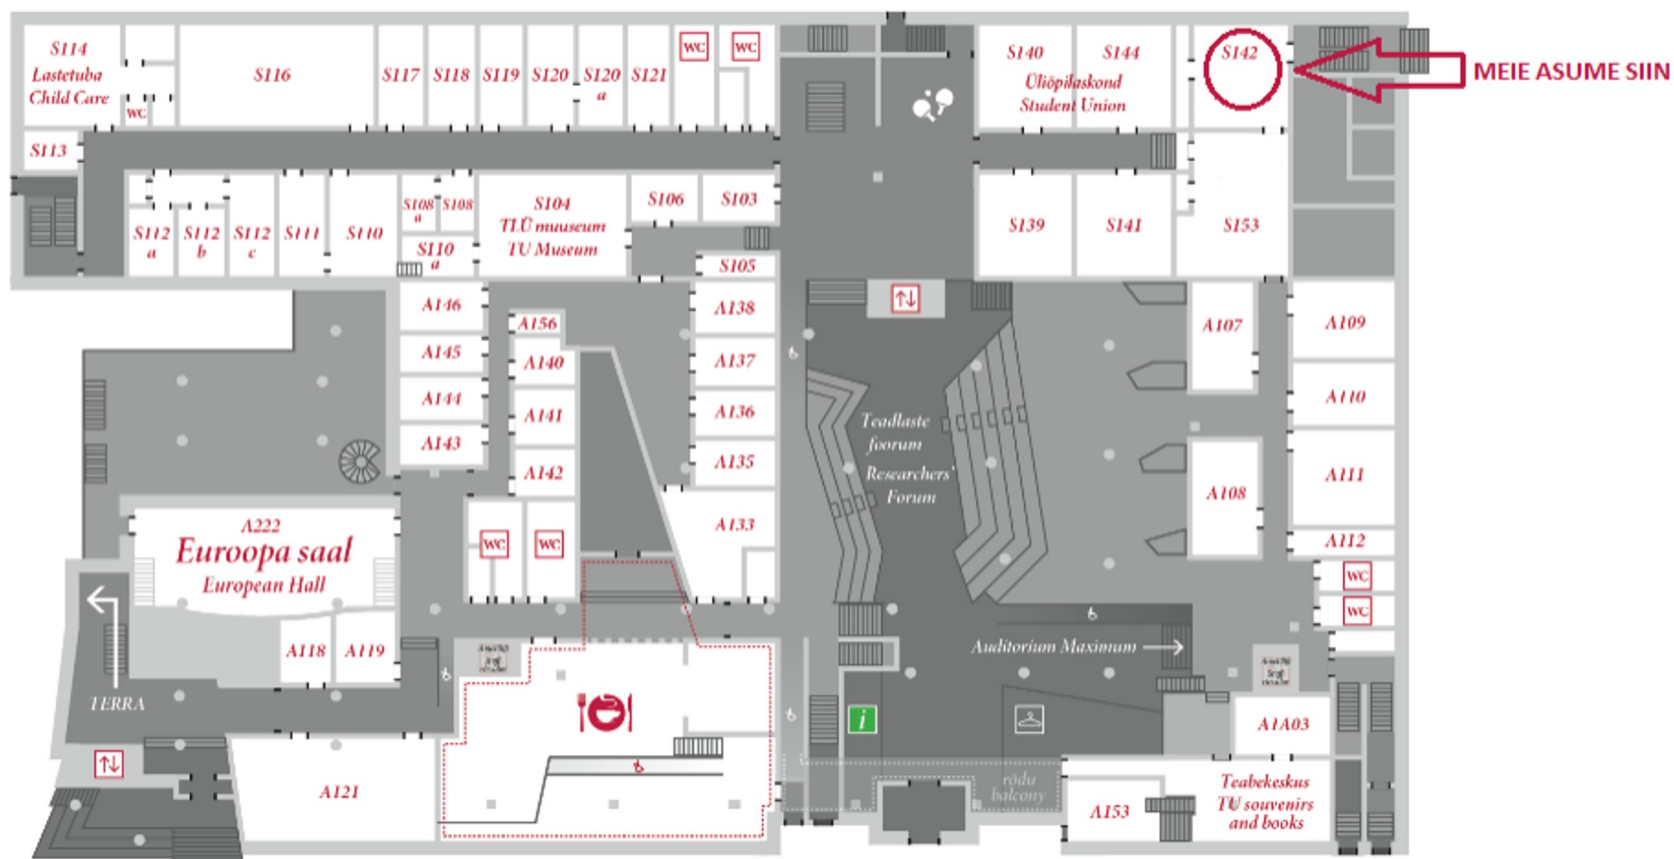 S114
Lastetuba
Child Care
WC
S116
S117
S118
S119
S120
S120
a
S121
WC
WC
S140
S144
Üliõpilaskond
Student Union
S142
MEIE ASUME SIIN
S113
S112
a
S112
b
S112
c
S111
S110
S108
a
S108
S110
a
S104
TLÜ muuseum
TU Museum
S106
S103
S105
S139
S141
S153
A146
A145
A144
A143
A156
A140
A141
A142
A138
A137
A136
A135
A133
WC
WC
Teadlaste
foorum
Researchers'
Forum
A107
A108
A109
A110
A111
A112
WC
WC
A222
Euroopa saal
European Hall
A118
A119
TERRA
A121
Auditorium Maximum
i
rõdu
balcony
A1A03
A153
Teabekeskus
TU souvenirs
and books